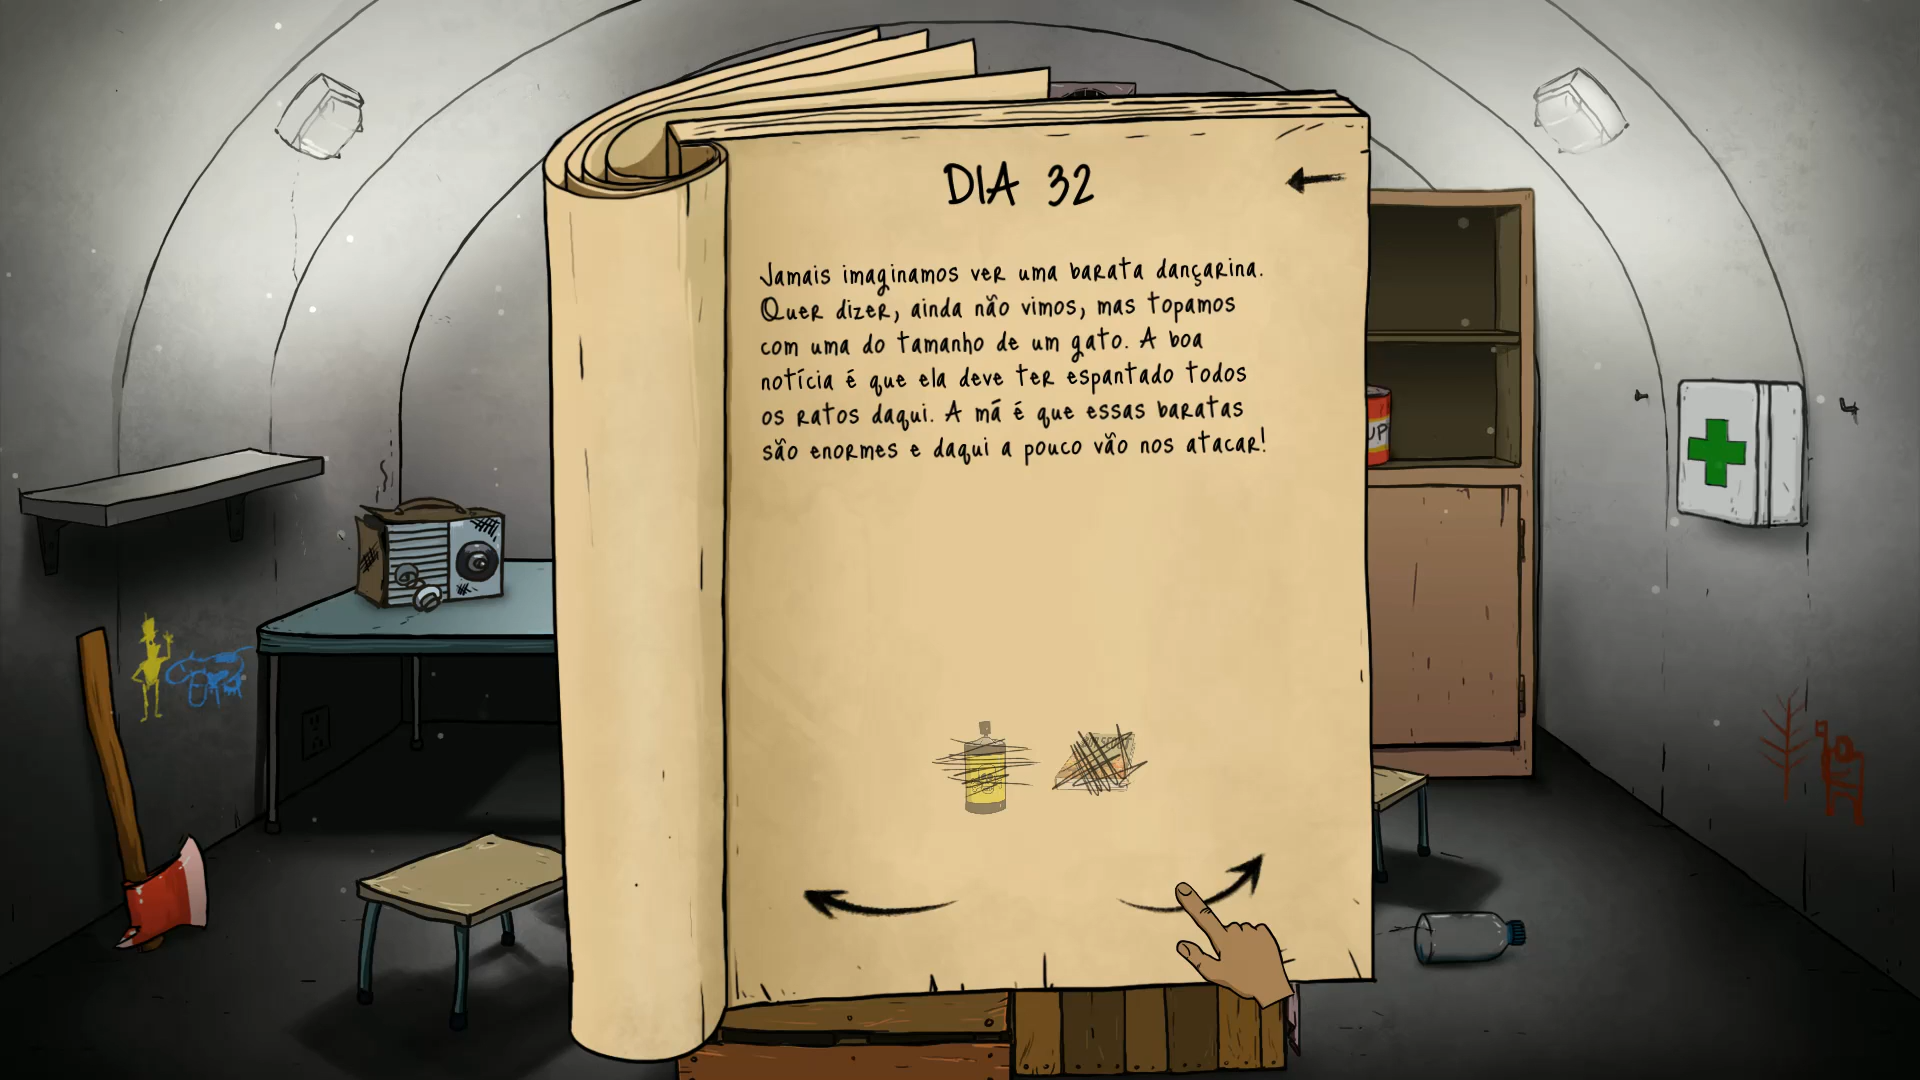 DIA 32
Jamais imaginamos ver uma barata dançarina.
Quer dizer, ainda não vimos, mas topamos
com uma do tamanho de um gato. A boa
notícia é que ela deve ter espantado todos
os ratos daqui. A má é que essas baratas
são enormes e daqui a pouco vão nos atacar!
UP